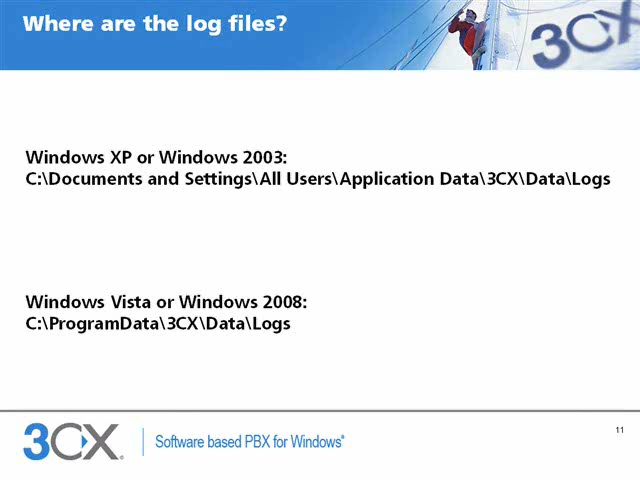 Where are the log files?
3CX
Windows XP or Windows 2003:
C:\Documents and Settings\All Users\Application Data\3CX\Data\Logs
Windows Vista or Windows 2008:
C:\ProgramData\3CX\Data\Logs
11
3CX®
Software based PBX for Windows®